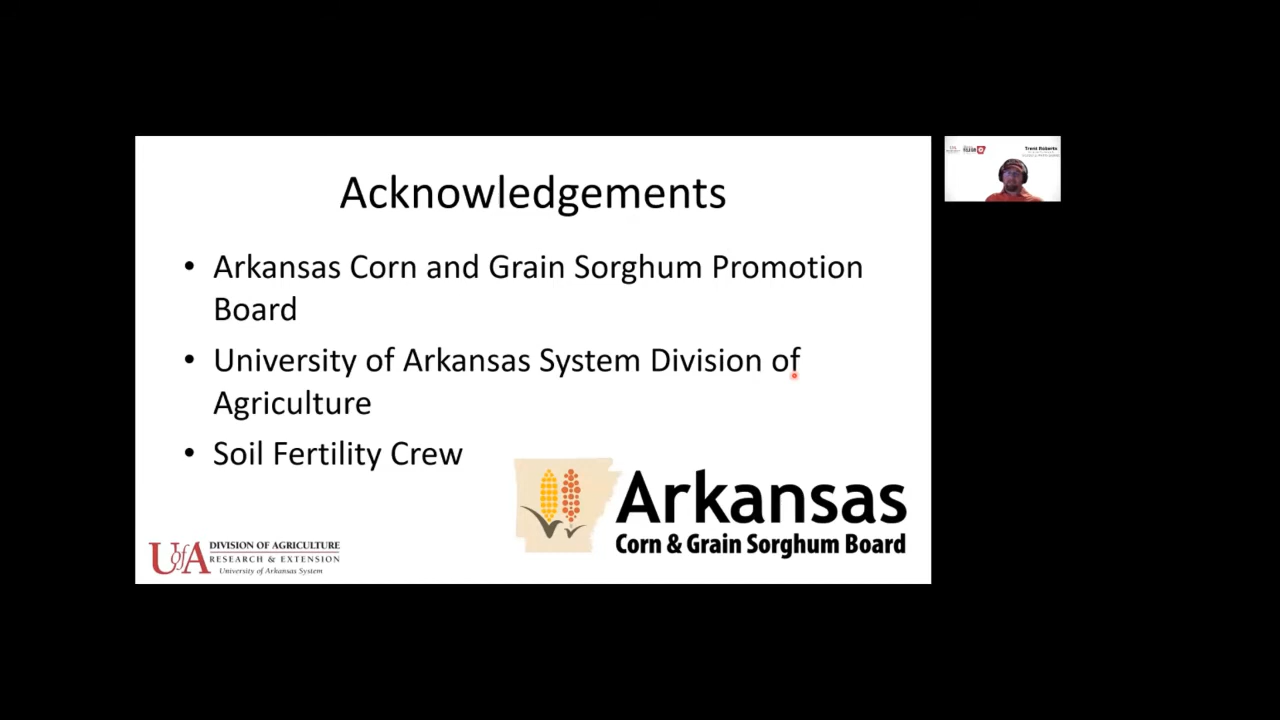 Acknowledgements
• Arkansas Corn and Grain Sorghum Promotion
Board
• University of Arkansas System Division of
Agriculture
• Soil Fertility Crew
Arkansas
Corn & Grain Sorghum Board
UofA
DIVISION OF AGRICULTURE
RESEARCH & EXTENSION
University of Arkansas System
Trent Roberts